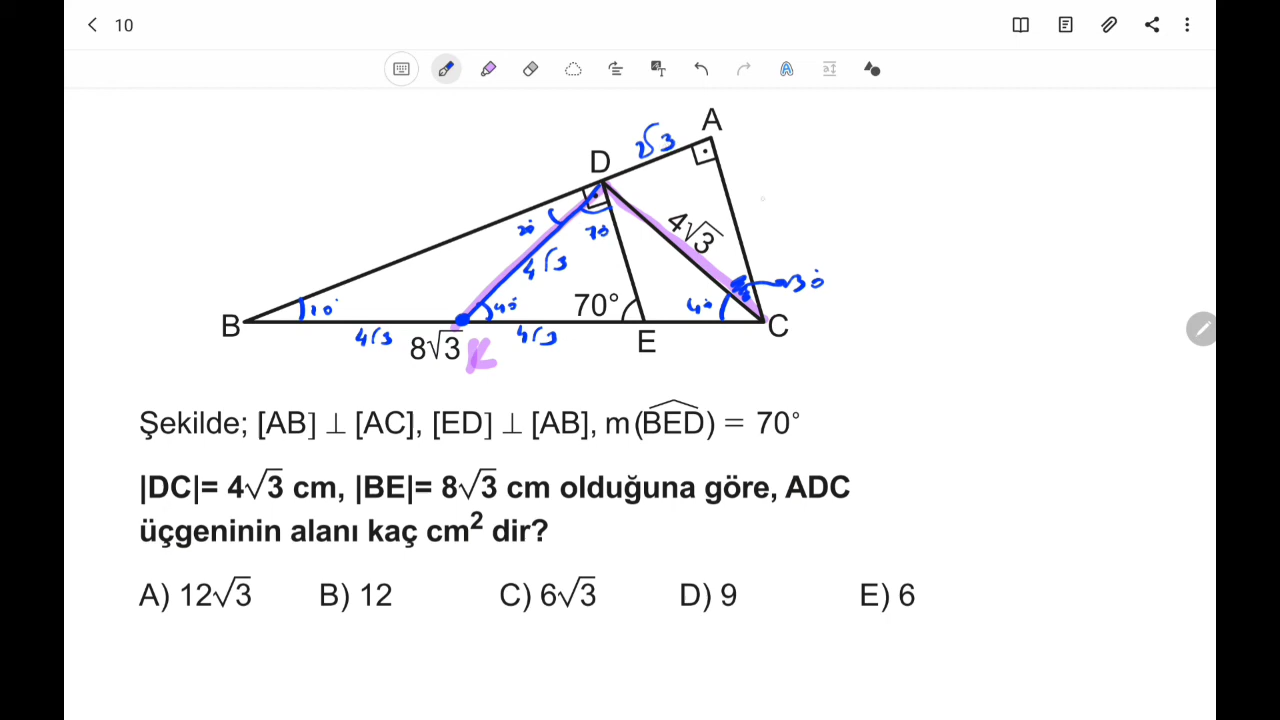 10
A
2√3
D
4√3
20°
70°
4√3
30°
B
20°
40°
70°
40°
C
4√3
8√3
K
4√3
E
Şekilde; [AB] ⊥ [AC], [ED] ⊥ [AB], m(BED) = 70°
|DC|= 4√3 cm, |BE|= 8√3 cm olduğuna göre, ADC
üçgeninin alanı kaç cm² dir?
A) 12√3 B) 12 C) 6√3 D) 9 E) 6